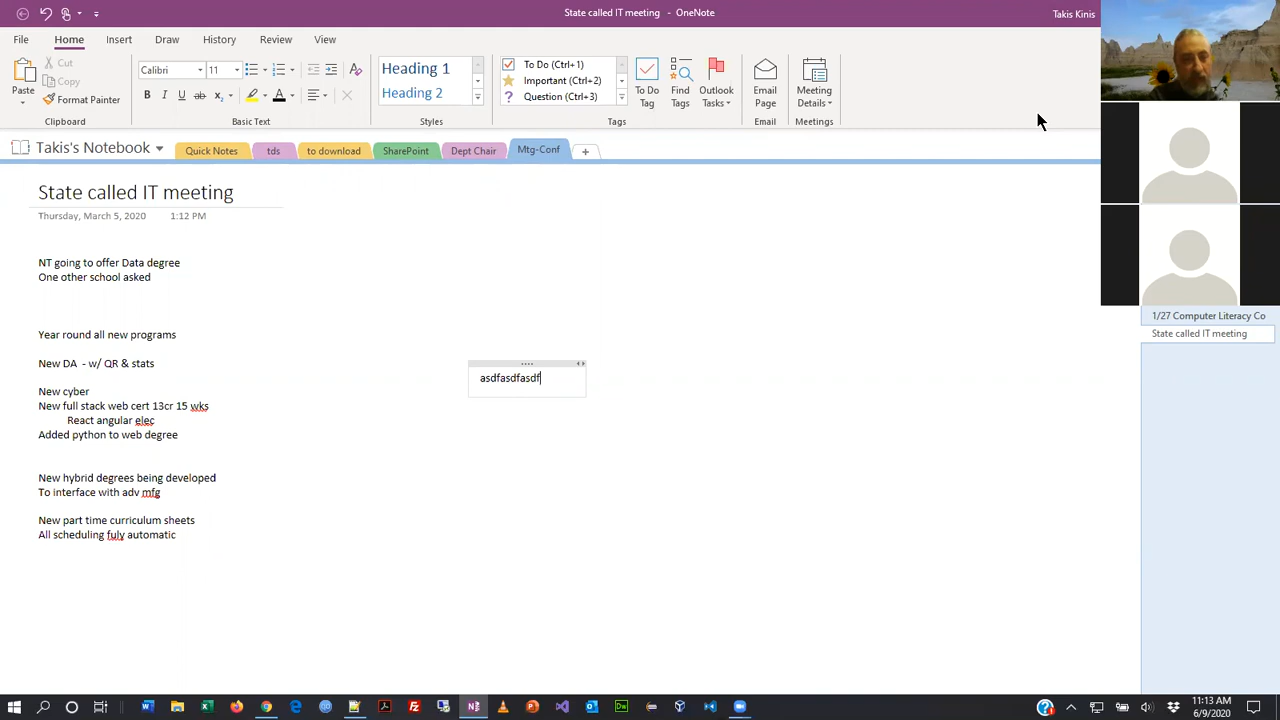 State called IT meeting - OneNote
Takis Kinis
File Home Insert Draw History Review View
Paste
Cut
Copy
Format Painter
Clipboard
Calibri 11
B I U ab x₂ A
Basic Text
Heading 1
Heading 2
Styles
To Do (Ctrl+1)
Important (Ctrl+2)
Question (Ctrl+3)
To Do
Tag
Find
Tags
Outlook
Tasks
Tags
Email
Page
Email
Meeting
Details
Meetings
Takis's Notebook
Quick Notes
tds
to download
SharePoint
Dept Chair
Mtg-Conf
State called IT meeting
Thursday, March 5, 2020 1:12 PM
NT going to offer Data degree
One other school asked
Year round all new programs
New DA - w/ QR & stats
New cyber
New full stack web cert 13cr 15 wks
React angular elec
Added python to web degree
New hybrid degrees being developed
To interface with adv mfg
New part time curriculum sheets
All scheduling fuly automatic
asdfasdfasdf
1/27 Computer Literacy Co
State called IT meeting
11:13 AM
6/9/2020